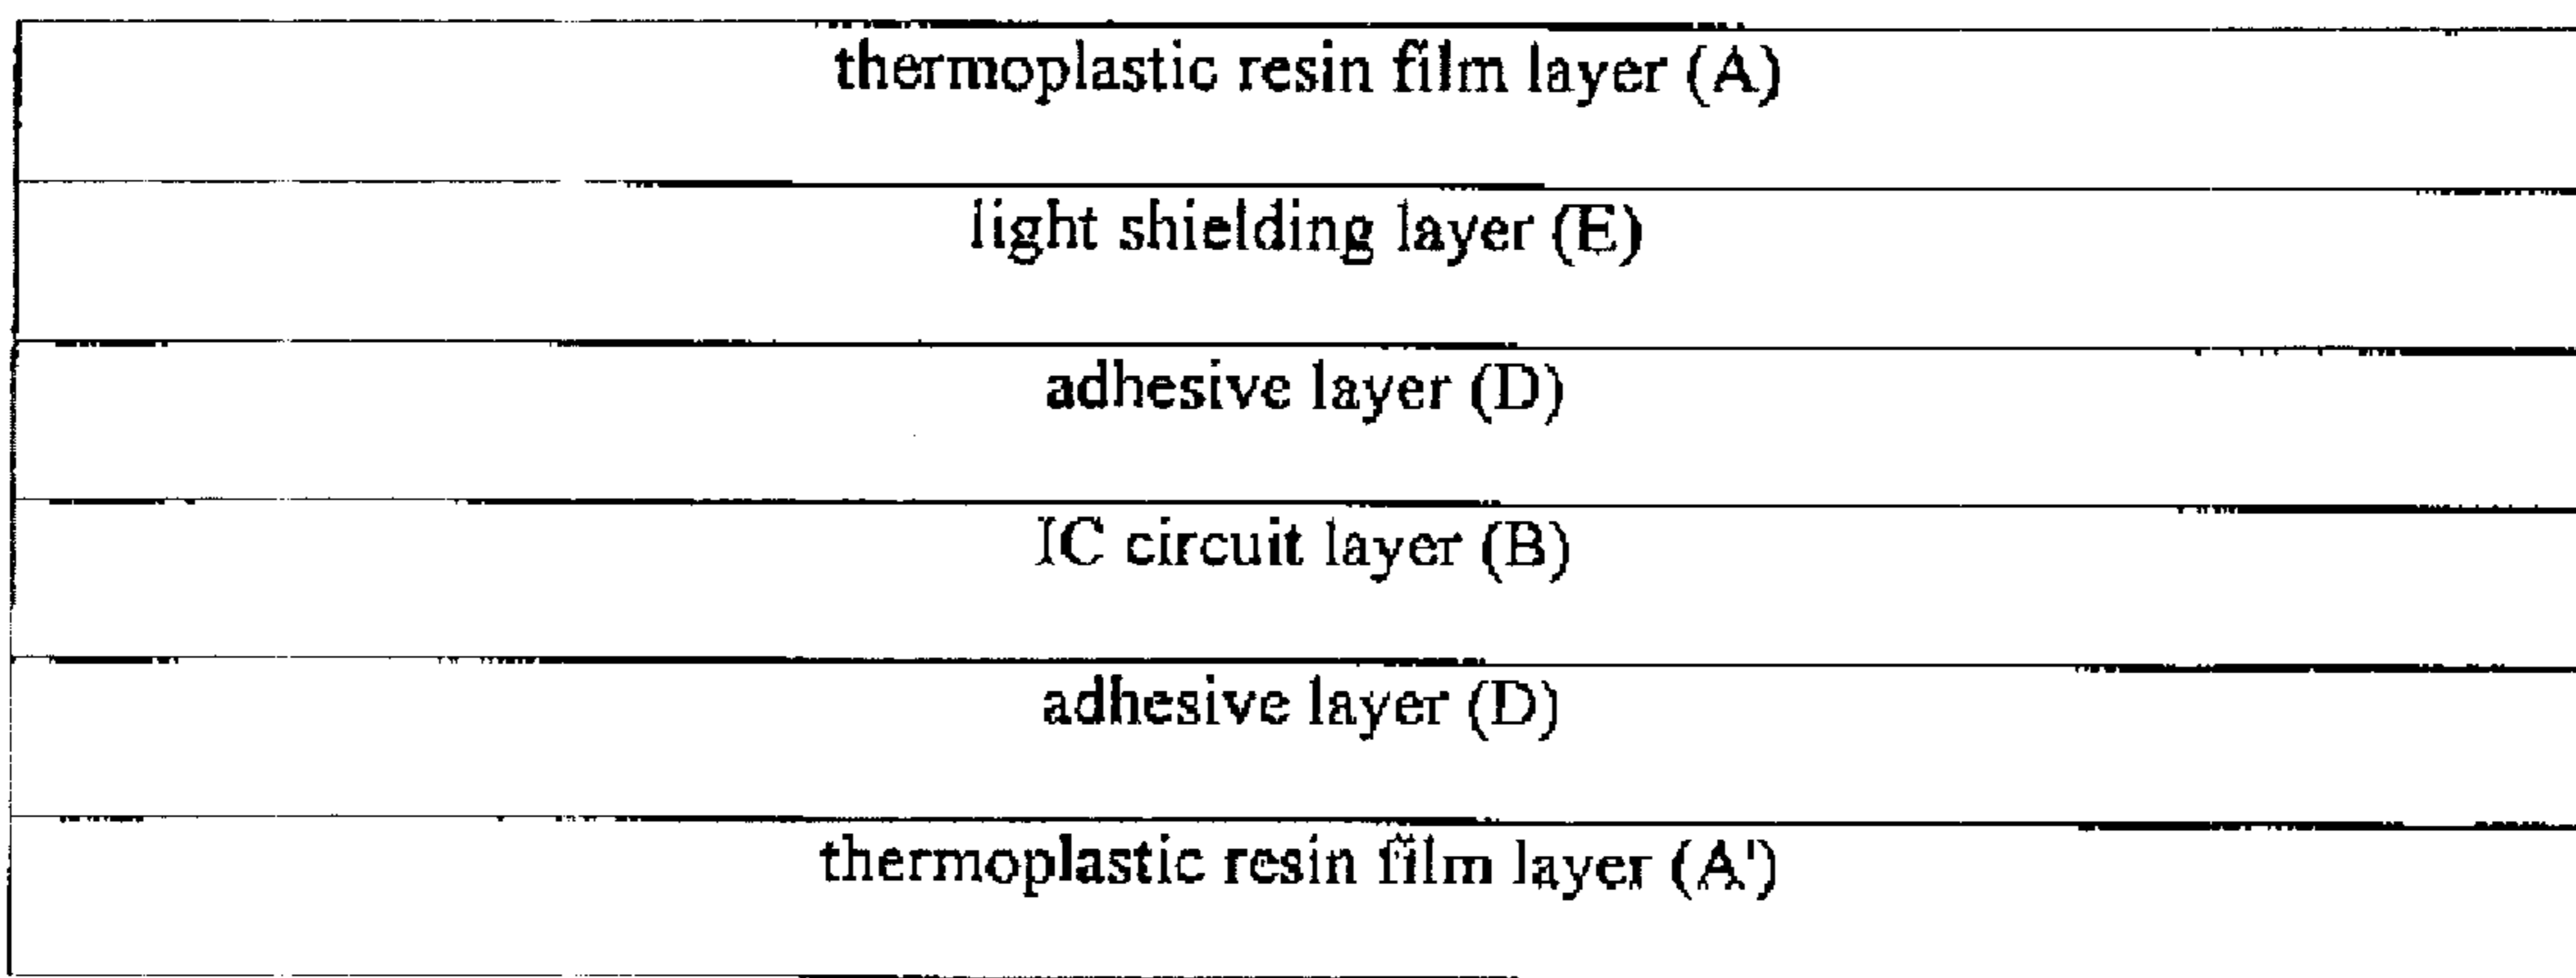 thermoplastic resin film layer (A)
light shielding layer (E)
adhesive layer (D)
IC circuit layer (B)
adhesive layer (D)
thermoplastic resin film layer (A')